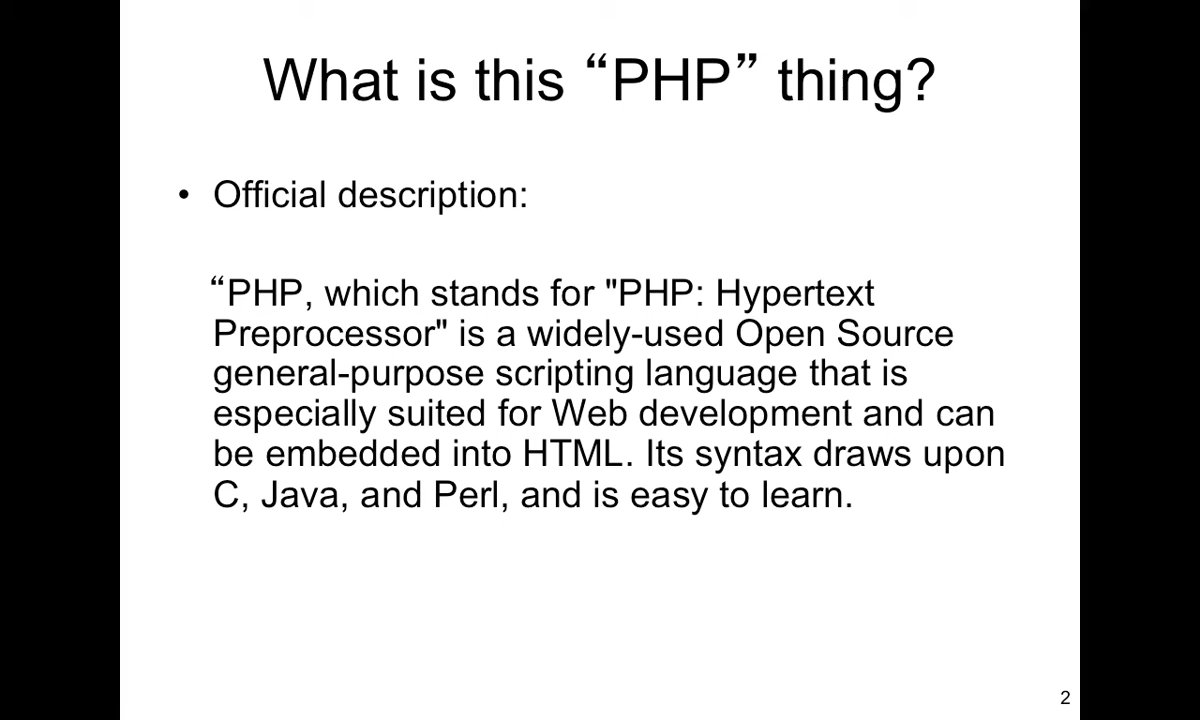 What is this “PHP” thing?
• Official description:
“PHP, which stands for "PHP: Hypertext
Preprocessor" is a widely-used Open Source
general-purpose scripting language that is
especially suited for Web development and can
be embedded into HTML. Its syntax draws upon
C, Java, and Perl, and is easy to learn.
2